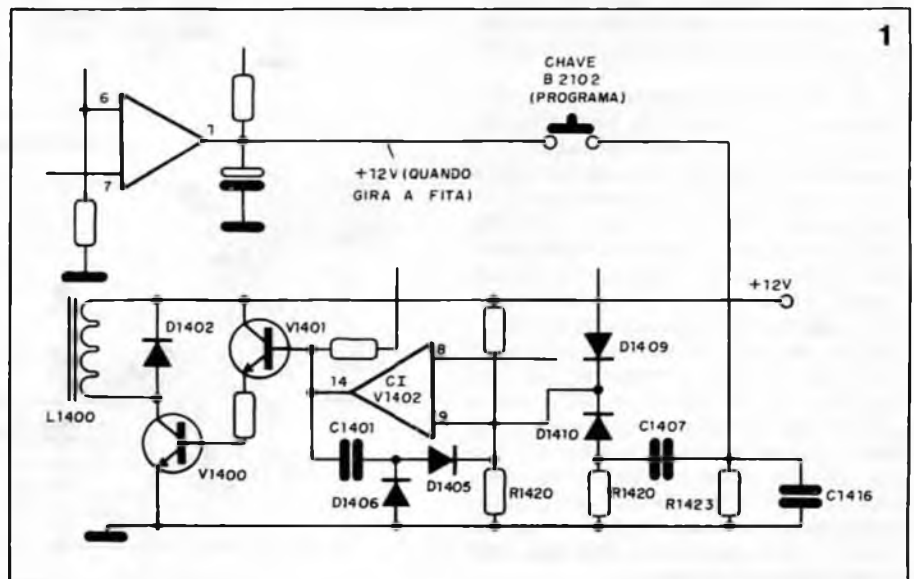 1
CHAVE
B 2102
(PROGRAMA)
6
1
7
+12V (QUANDO
GIRA A FITA)
+12V
D1402
V1401
D1409
8
14
CI
V1402
9
L1400
C1401
D1410
C1407
V1400
D1405
D1406
R1420
R1420
R1423
C1416